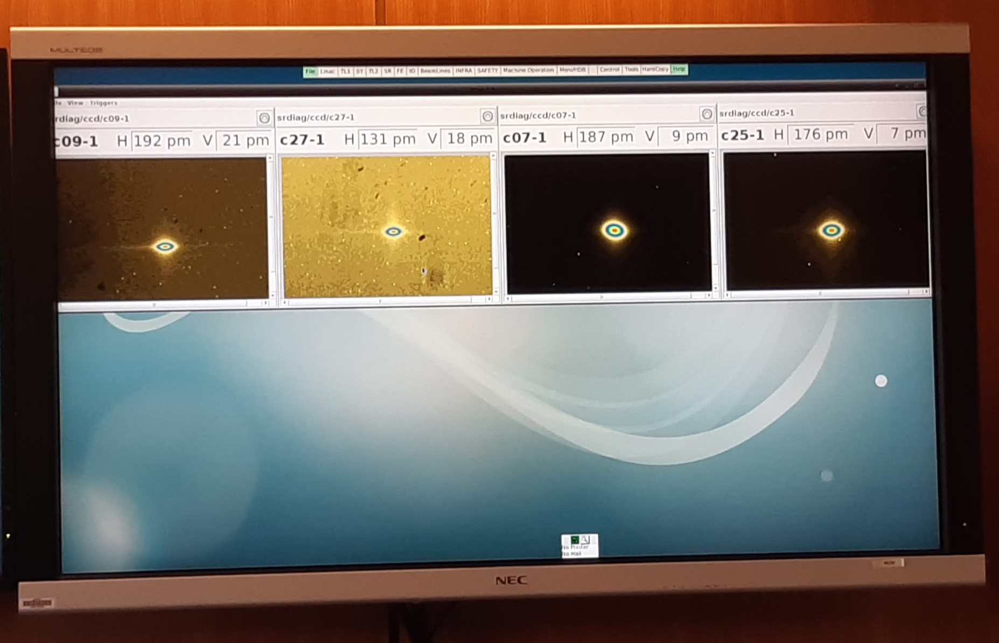 MULTEOS
File Linac TL1 SY TL2 SR FE ID BeamLines INFRA SAFETY Machine Operation Control Tools HardCopy Help
View Triggers
rdiag/ccd/c09-1 srdiag/ccd/c27-1 srdiag/ccd/c07-1 srdiag/ccd/c25-1
c09-1 H 192 pm V 21 pm c27-1 H 131 pm V 18 pm c07-1 H 187 pm V 9 pm c25-1 H 176 pm V 7 pm
No Printer
No mail
NEC